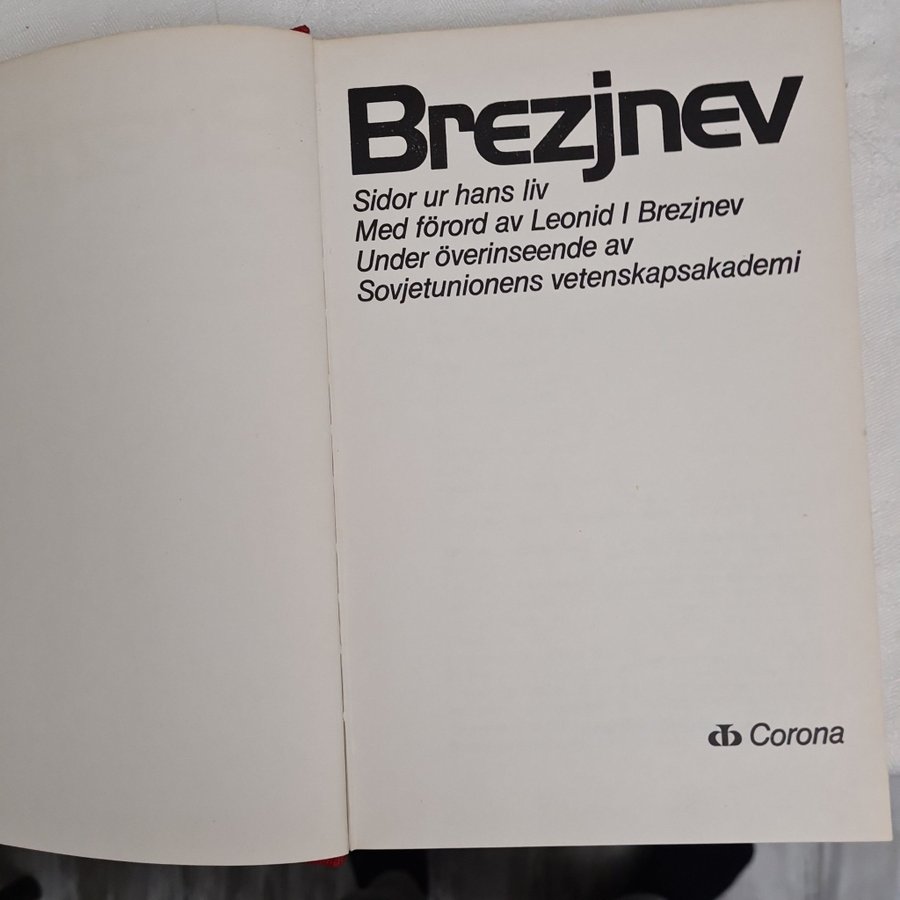 Brezjnev
Sidor ur hans liv
Med förord av Leonid I Brezjnev
Under överinseende av
Sovjetunionens vetenskapsakademi
Corona